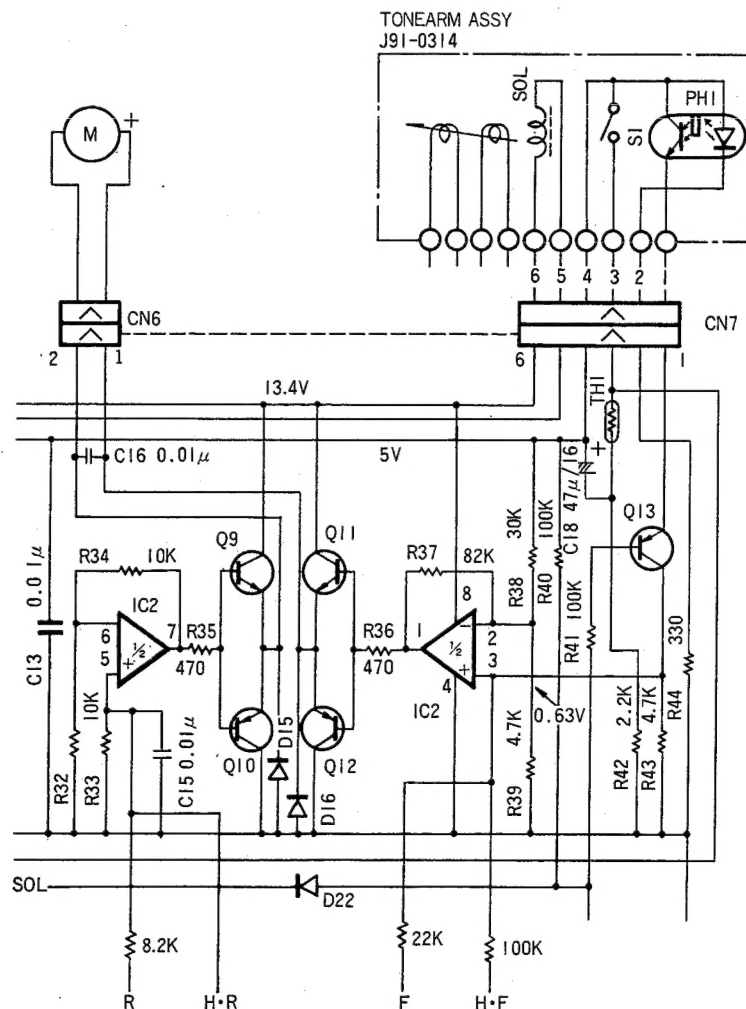 TONEARM ASSY
J91-0314
SOL
PH1
S1
M
+
6 5 4 3 2
CN6
CN7
2 1
6 1
13.4V
TH1
C16 0.01μ
5V
+
C18 47μ/16
Q9
Q11
Q13
R34 10K
R37 82K
30K
R38
100K
R40
0.01μ
C13
IC2
6
5
7
1/2
+
R35
470
R36
470
1
8
2
3
4
1/2
-
+
IC2
R41 100K
330
R44
0.63V
10K
R32
R33
C15 0.01μ
Q10
D15
Q12
D16
4.7K
R39
2.2K
R42
4.7K
R43
SOL
D22
8.2K
22K
100K
R
H·R
F
H·F